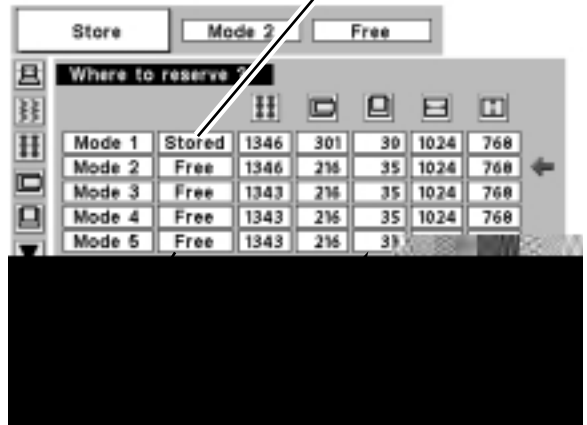 Store Mode 2 Free
Where to reserve ?
Mode 1 Stored 1346 301 30 1024 768
Mode 2 Free 1346 216 35 1024 768
Mode 3 Free 1343 216 35 1024 768
Mode 4 Free 1343 216 35 1024 768
Mode 5 Free 1343 216